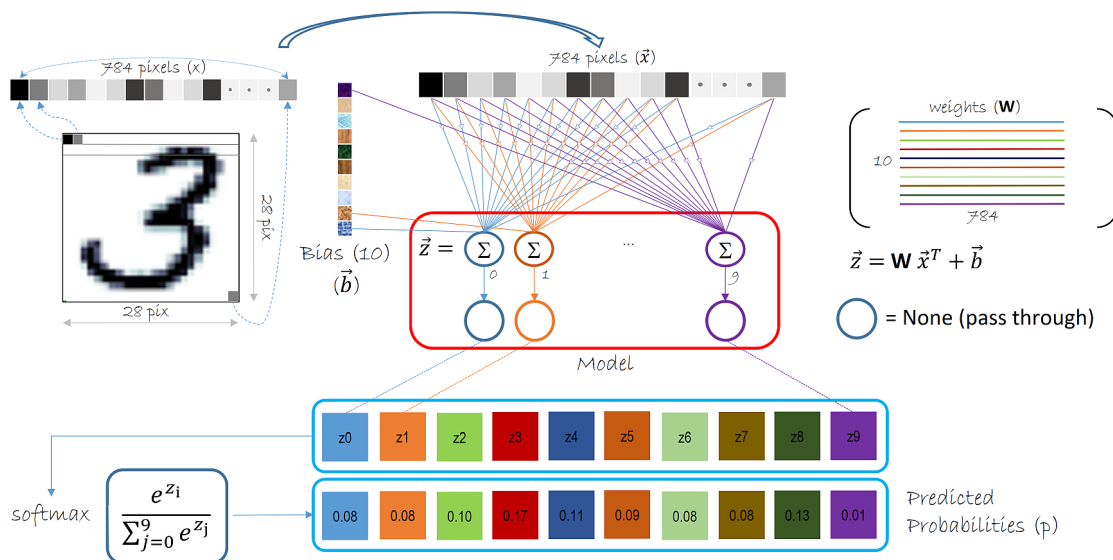 784 pixels (x)
784 pixels (x⃗)
28 pix
28 pix
Bias (10)
(b⃗)
z⃗ =
Σ
Σ
...
Σ
0
1
9
Model
weights (W)
10
784
z⃗ = W x⃗ᵀ + b⃗
= None (pass through)
z0 z1 z2 z3 z4 z5 z6 z7 z8 z9
softmax
e^{z_i}
∑_{j=0}^{9} e^{z_j}
0.08 0.08 0.10 0.17 0.11 0.09 0.08 0.08 0.13 0.01
Predicted
Probabilities (p)
3